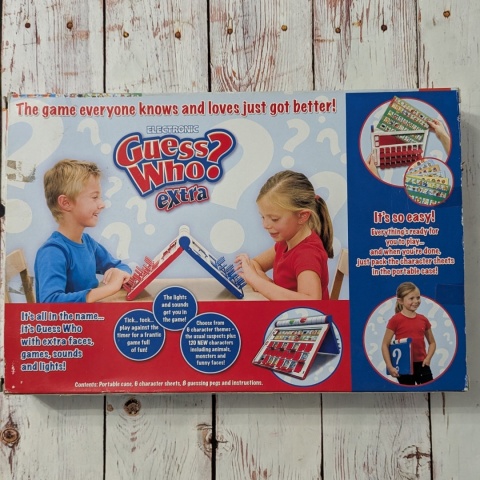 The game everyone knows and loves just got better!
ELECTRONIC
Guess
Who?
extra
It's all in the name...
it's Guess Who
with extra faces,
games, sounds
and lights!
Tick... tock...
play against the
timer for a frantic
game full
of fun!
The lights
and sounds
get you in
the game!
Choose from
6 character themes -
the usual suspects plus
120 NEW characters
including animals,
monsters and
funny faces!
Contents: Portable case, 6 character sheets, 8 guessing pegs and instructions.
It's so easy!
Everything's ready for
you to play...
and when you're done,
just pack the character sheets
in the portable case!
?